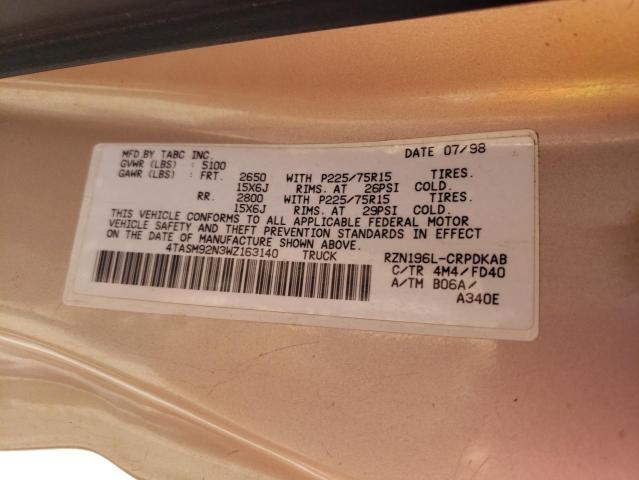 MFD.BY TABC INC. DATE 07/98
GVWR (LBS) : 5100
GAWR (LBS) : FRT. 2650 WITH P225/75R15 TIRES.
15X6J RIMS. AT 26PSI COLD.
RR. 2800 WITH P225/75R15 TIRES.
15X6J RIMS. AT 29PSI COLD.
THIS VEHICLE CONFORMS TO ALL APPLICABLE FEDERAL MOTOR
VEHICLE SAFETY AND THEFT PREVENTION STANDARDS IN EFFECT
ON THE DATE OF MANUFACTURE SHOWN ABOVE.
4TASM92N3WZ163140 TRUCK RZN196L-CRPDKAB
C/TR 4M4/FD40
A/TM B06A/
A340E